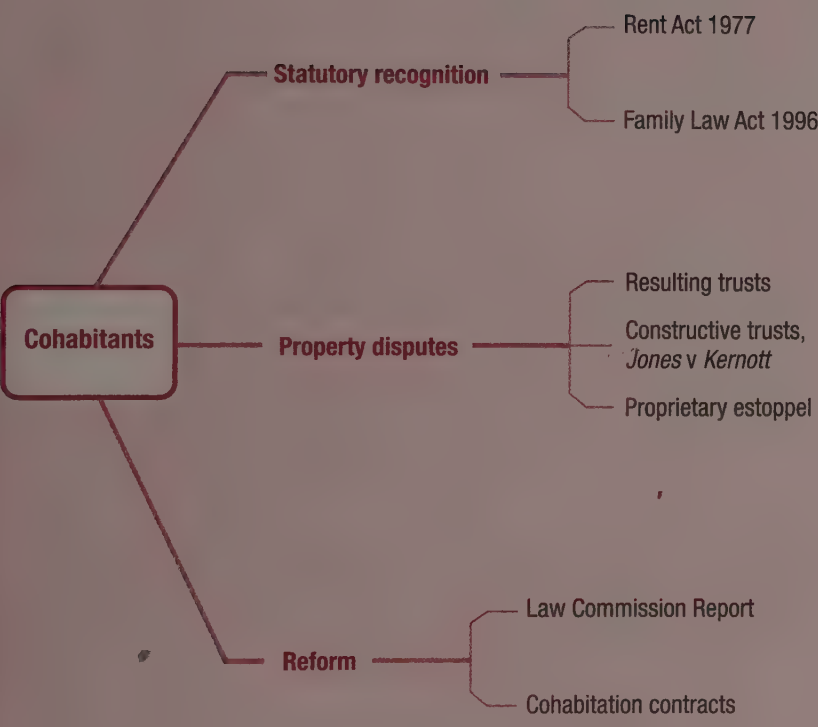 Rent Act 1977
Statutory recognition
Family Law Act 1996
Cohabitants
Property disputes
Resulting trusts
Constructive trusts,
Jones v Kernott
Proprietary estoppel
Law Commission Report
Reform
Cohabitation contracts